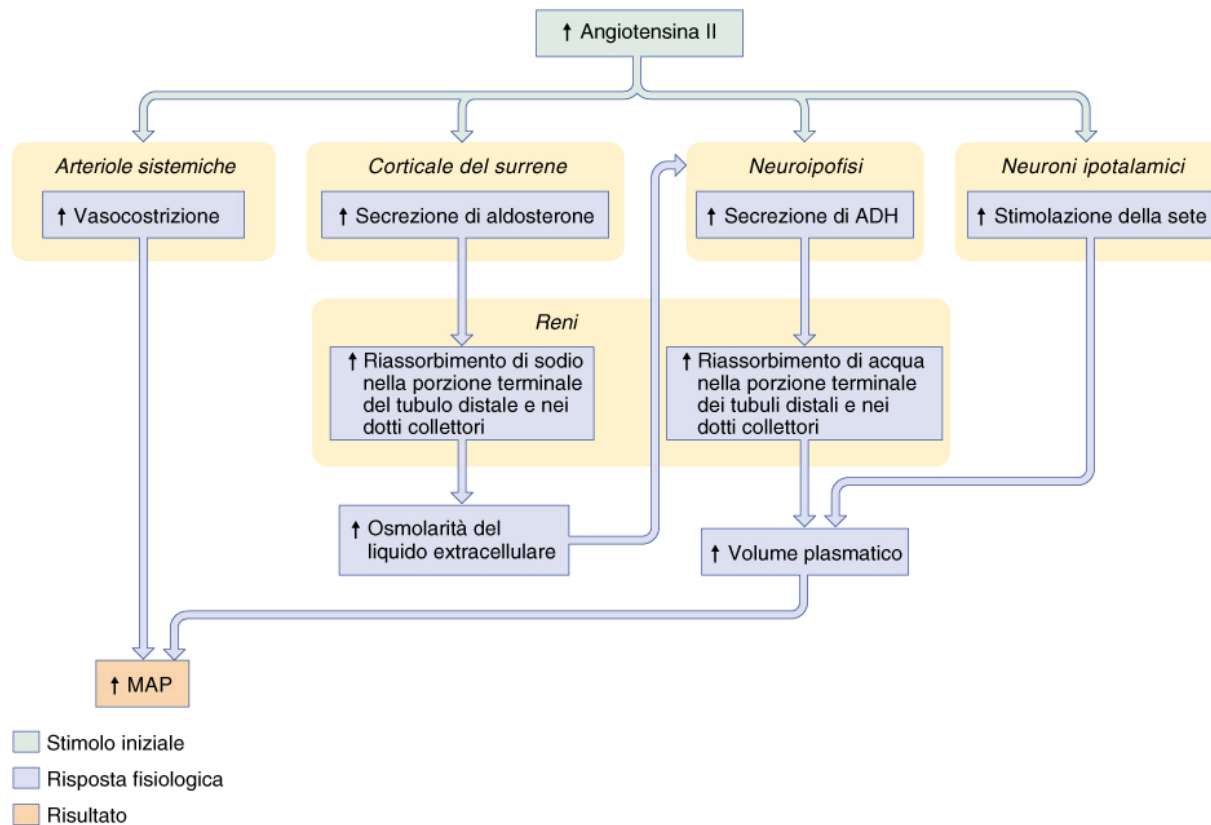 ↑ Angiotensina II
Arteriole sistemiche
↑ Vasocostrizione
Corticale del surrene
↑ Secrezione di aldosterone
Neuroipofisi
↑ Secrezione di ADH
Neuroni ipotalamici
↑ Stimolazione della sete
Reni
↑ Riassorbimento di sodio
nella porzione terminale
del tubulo distale e nei
dotti collettori
↑ Riassorbimento di acqua
nella porzione terminale
dei tubuli distali e nei
dotti collettori
↑ Osmolarità del
liquido extracellulare
↑ Volume plasmatico
↑ MAP
Stimolo iniziale
Risposta fisiologica
Risultato